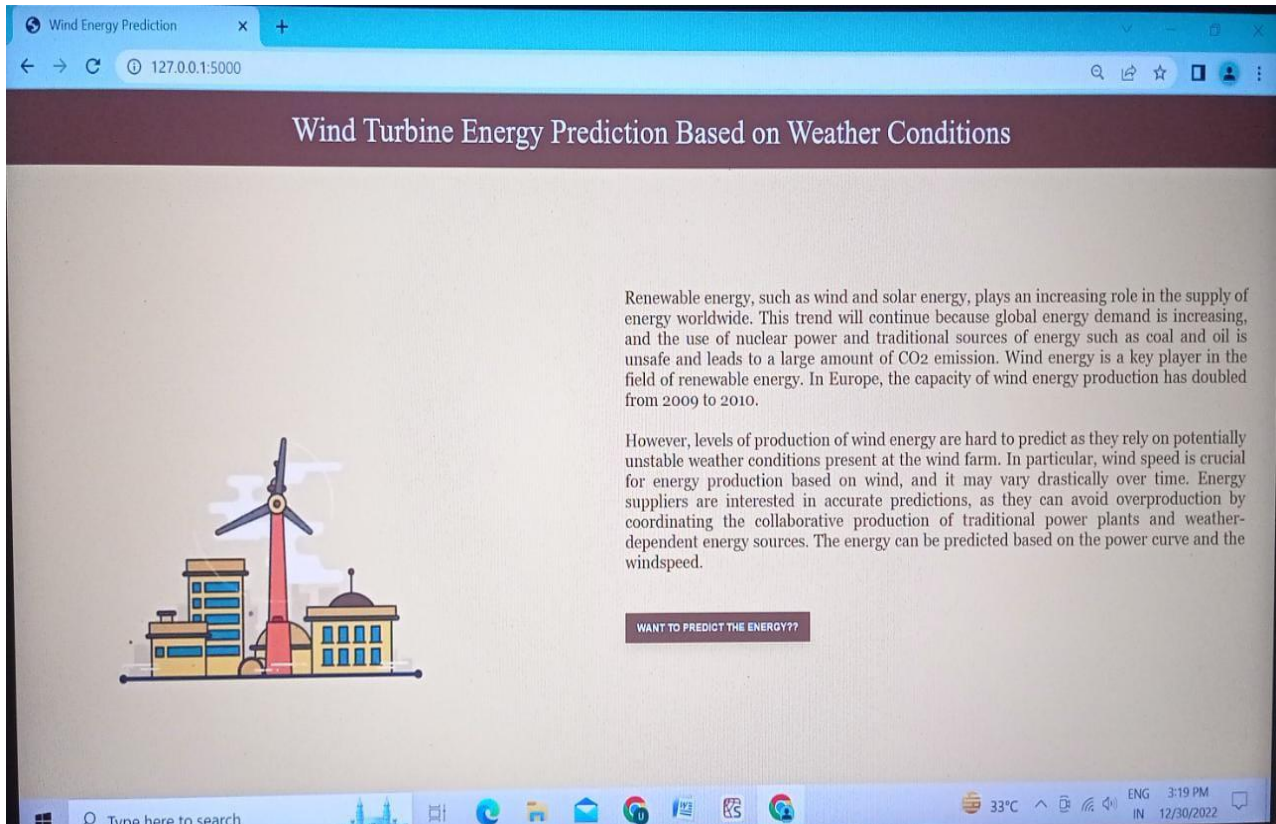 Wind Energy Prediction
127.0.0.1:5000
Wind Turbine Energy Prediction Based on Weather Conditions
Renewable energy, such as wind and solar energy, plays an increasing role in the supply of
energy worldwide. This trend will continue because global energy demand is increasing,
and the use of nuclear power and traditional sources of energy such as coal and oil is
unsafe and leads to a large amount of CO2 emission. Wind energy is a key player in the
field of renewable energy. In Europe, the capacity of wind energy production has doubled
from 2009 to 2010.
However, levels of production of wind energy are hard to predict as they rely on potentially
unstable weather conditions present at the wind farm. In particular, wind speed is crucial
for energy production based on wind, and it may vary drastically over time. Energy
suppliers are interested in accurate predictions, as they can avoid overproduction by
coordinating the collaborative production of traditional power plants and weather-
dependent energy sources. The energy can be predicted based on the power curve and the
windspeed.
WANT TO PREDICT THE ENERGY??
Type here to search
33°C
ENG
IN
3:19 PM
12/30/2022